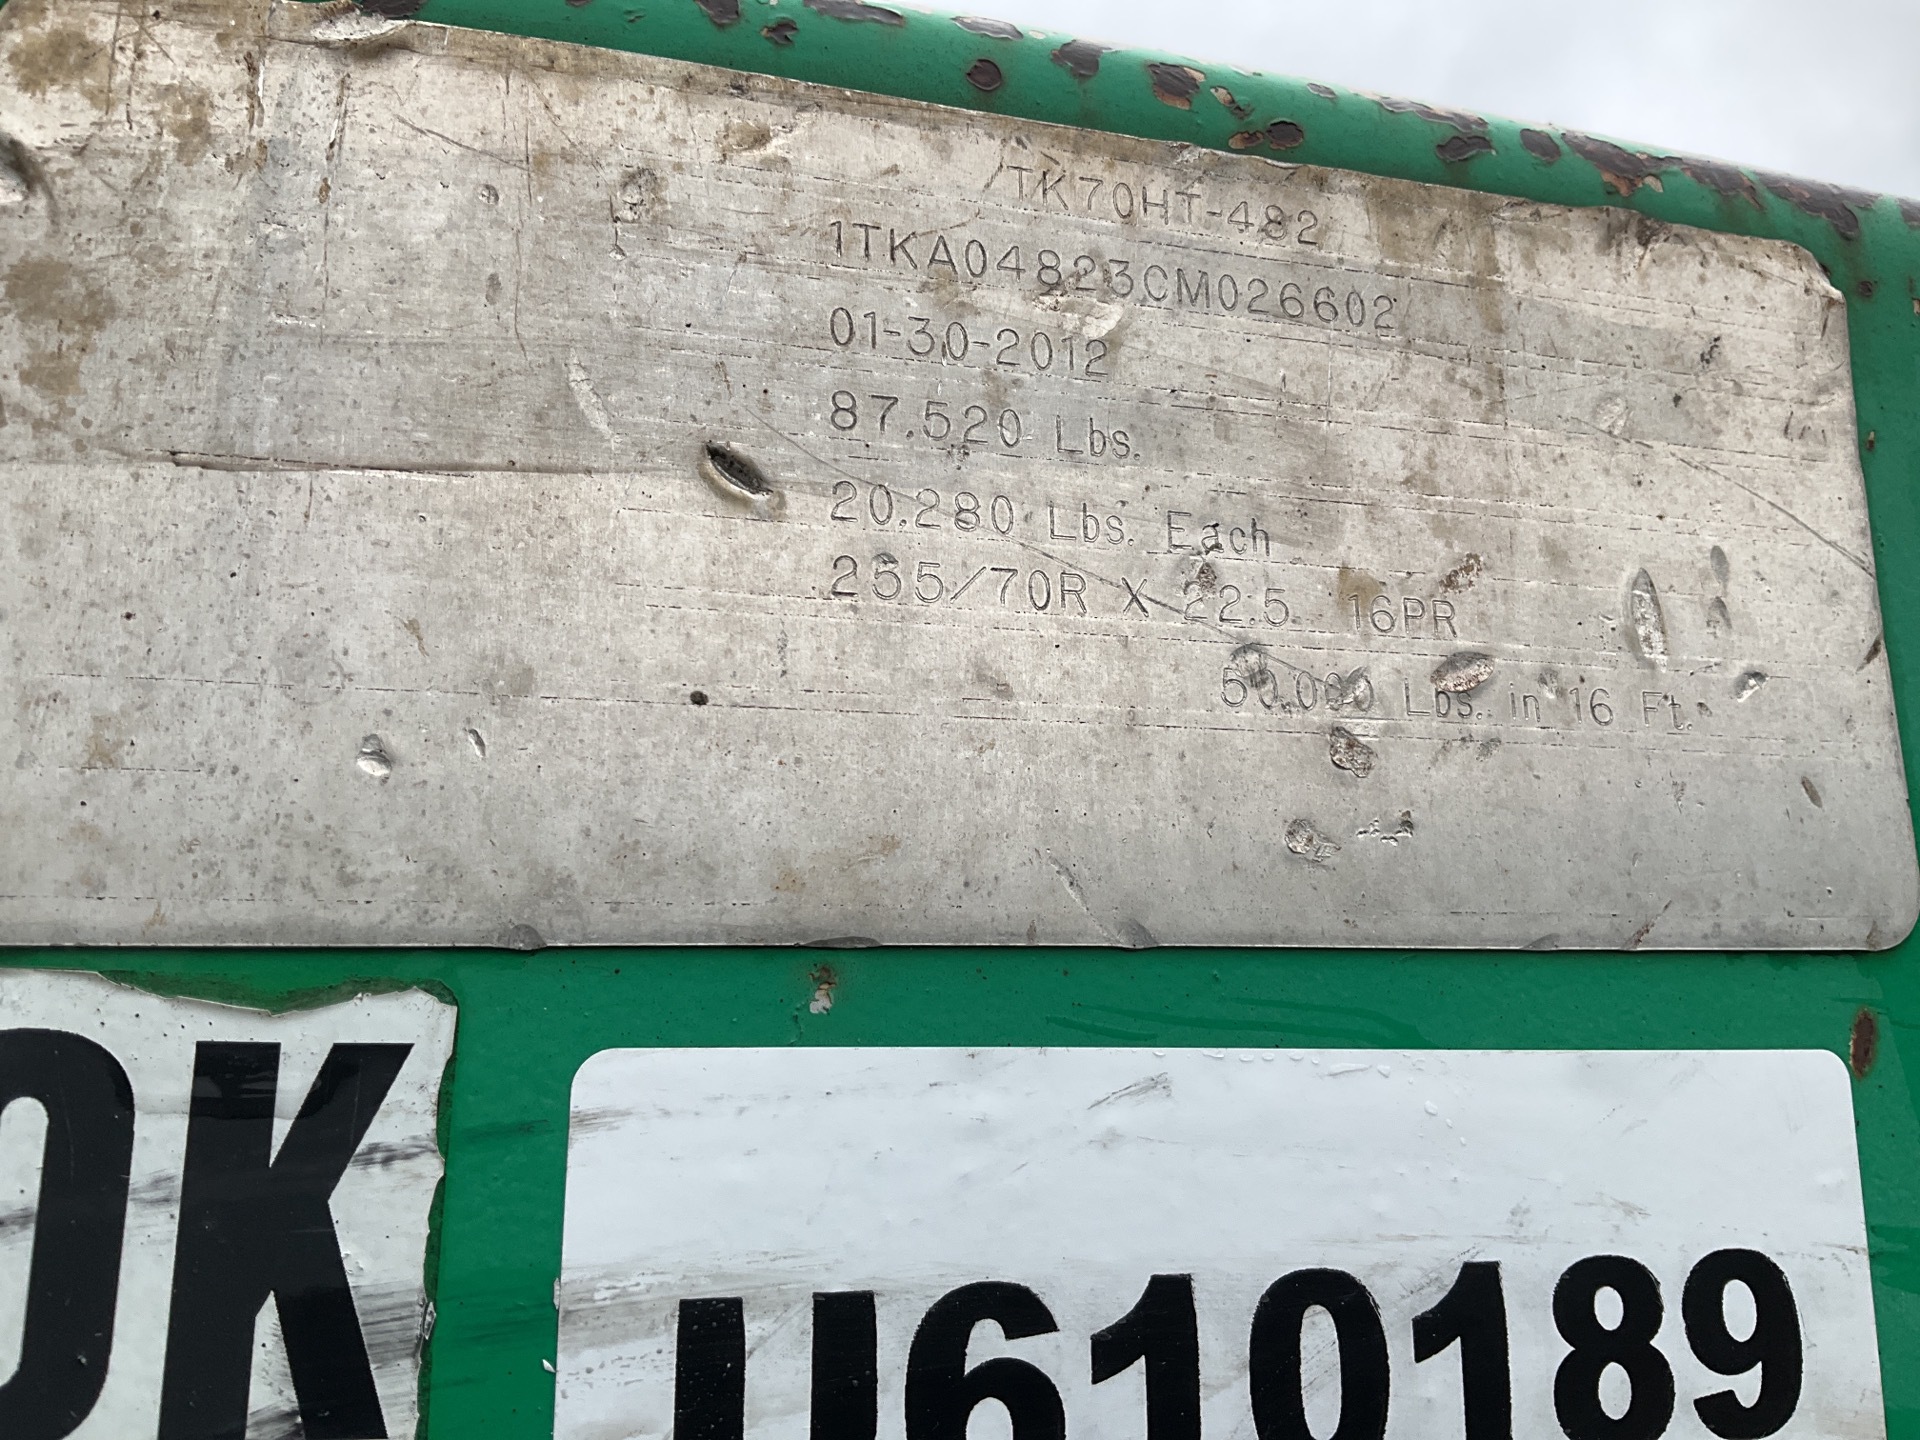 TK70HT-482
1TKA04823CM026602
01-30-2012
87.520 Lbs.
20.280 Lbs. Each
255/70R X 22.5 16PR
50.000 Lbs. in 16 Ft.
OK
U610189